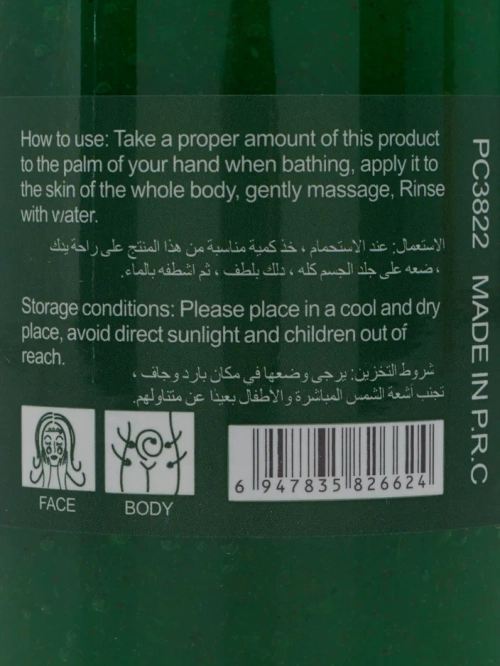 How to use: Take a proper amount of this product
to the palm of your hand when bathing, apply it to
the skin of the whole body, gently massage, Rinse
with water.
الاستعمال: عند الاستحمام ، خذ كمية مناسبة من هذا المنتج على راحة يدك
، ضعه على جلد الجسم كله ، دلك بلطف ، ثم اشطفه بالماء.
Storage conditions: Please place in a cool and dry
place, avoid direct sunlight and children out of
reach.
شروط التخزين: يرجى وضعها في مكان بارد وجاف ،
تجنب أشعة الشمس المباشرة والأطفال بعيدًا عن متناولهم.
FACE
BODY
6 947835 826624
PC3822 MADE IN P.R.C